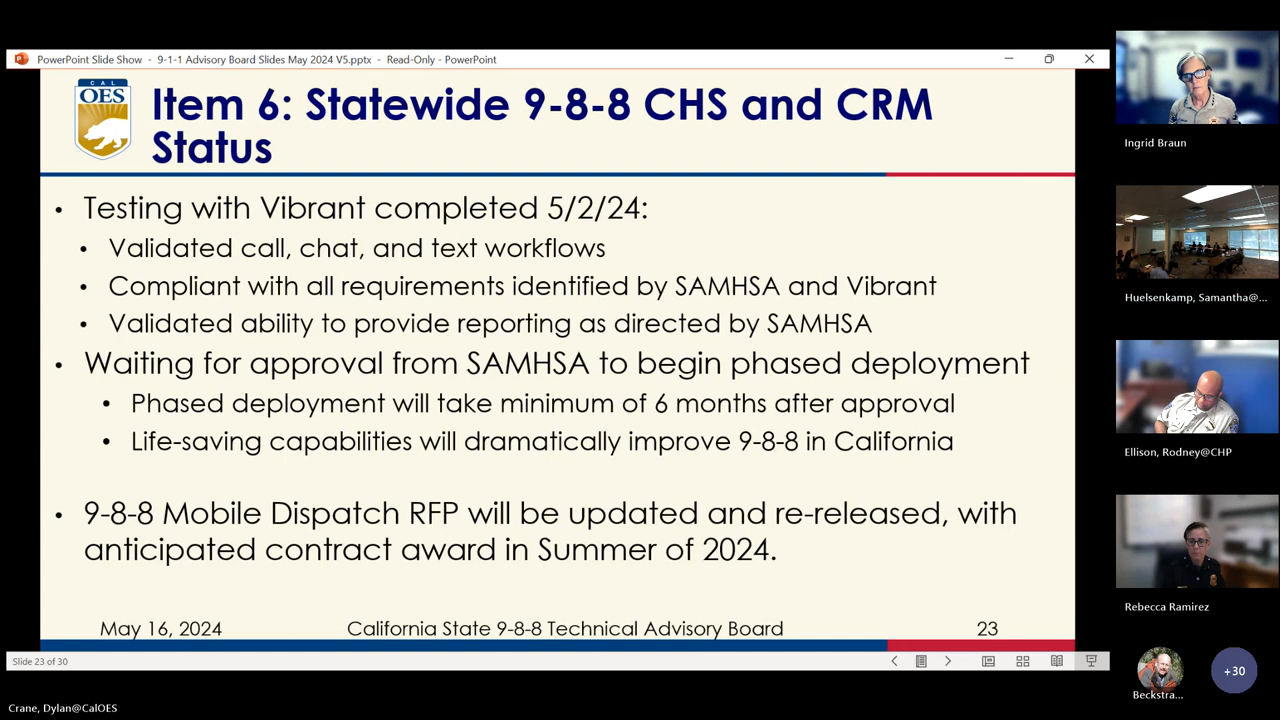 PowerPoint Slide Show - 9-1-1 Advisory Board Slides May 2024 V5.pptx - Read-Only - PowerPoint
CAL
OES
Item 6: Statewide 9-8-8 CHS and CRM
Status
• Testing with Vibrant completed 5/2/24:
• Validated call, chat, and text workflows
• Compliant with all requirements identified by SAMHSA and Vibrant
• Validated ability to provide reporting as directed by SAMHSA
• Waiting for approval from SAMHSA to begin phased deployment
• Phased deployment will take minimum of 6 months after approval
• Life-saving capabilities will dramatically improve 9-8-8 in California
• 9-8-8 Mobile Dispatch RFP will be updated and re-released, with
anticipated contract award in Summer of 2024.
May 16, 2024 California State 9-8-8 Technical Advisory Board 23
Slide 23 of 30
Crane, Dylan@CalOES
Ingrid Braun
Huelsenkamp, Samantha@...
Ellison, Rodney@CHP
Rebecca Ramirez
Beckstra...
+30